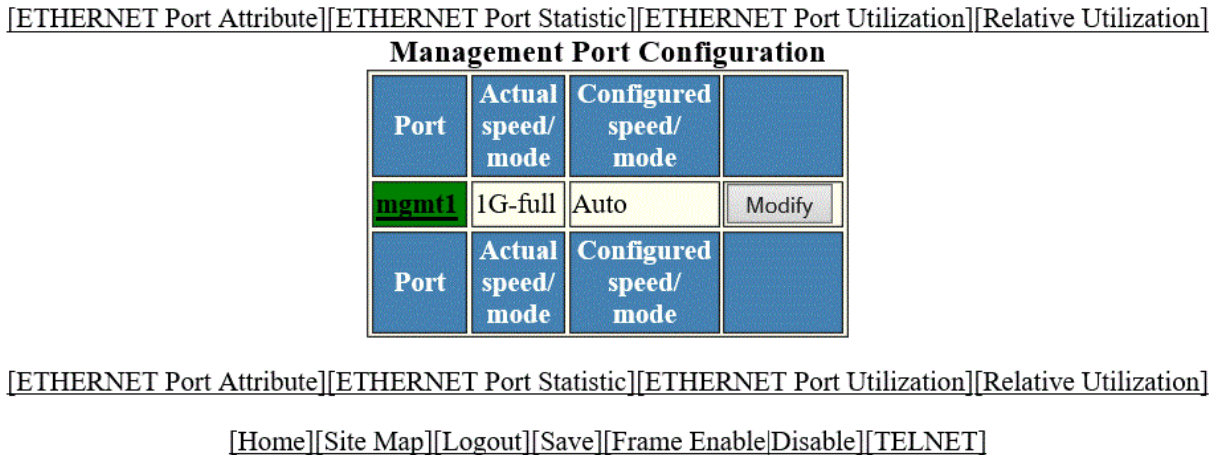 [ETHERNET Port Attribute][ETHERNET Port Statistic][ETHERNET Port Utilization][Relative Utilization]
Management Port Configuration
Port Actual speed/ mode Configured speed/ mode
mgmt1 1G-full Auto Modify
Port Actual speed/ mode Configured speed/ mode
[ETHERNET Port Attribute][ETHERNET Port Statistic][ETHERNET Port Utilization][Relative Utilization]
[Home][Site Map][Logout][Save][Frame Enable|Disable][TELNET]